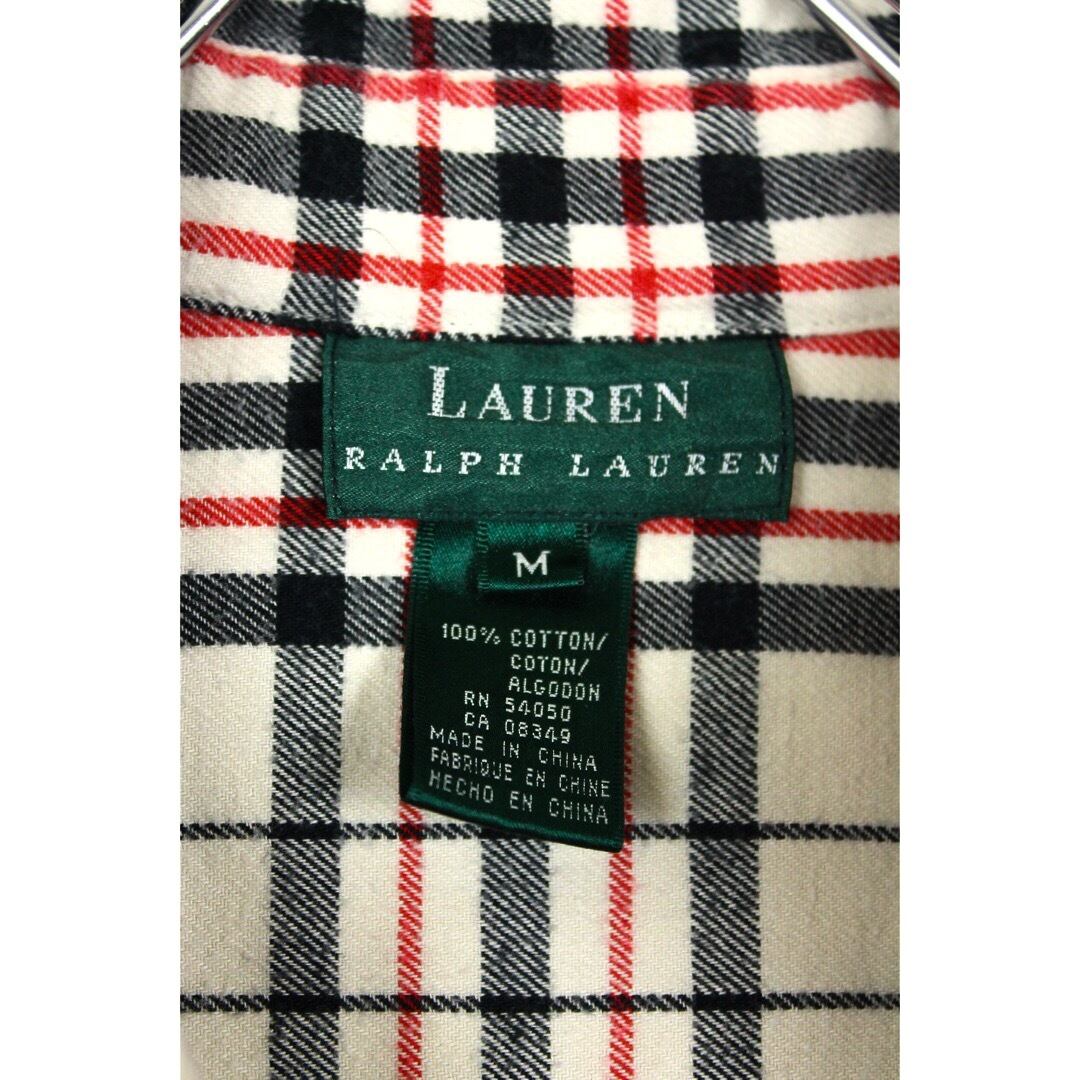 LAUREN
RALPH LAUREN
M
100% COTTON/
COTON/
ALGODON
RN 54050
CA 08349
MADE IN CHINA
FABRIQUE EN CHINE
HECHO EN CHINA